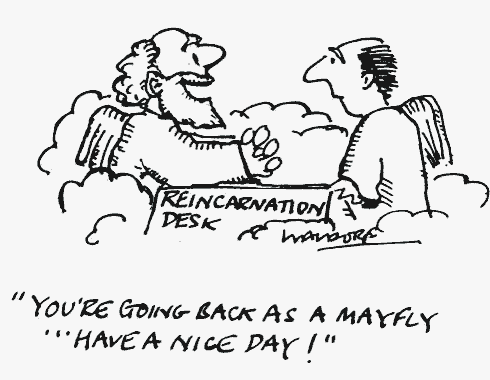 REINCARNATION
DESK
"YOU'RE GOING BACK AS A MAYFLY
...HAVE A NICE DAY!"